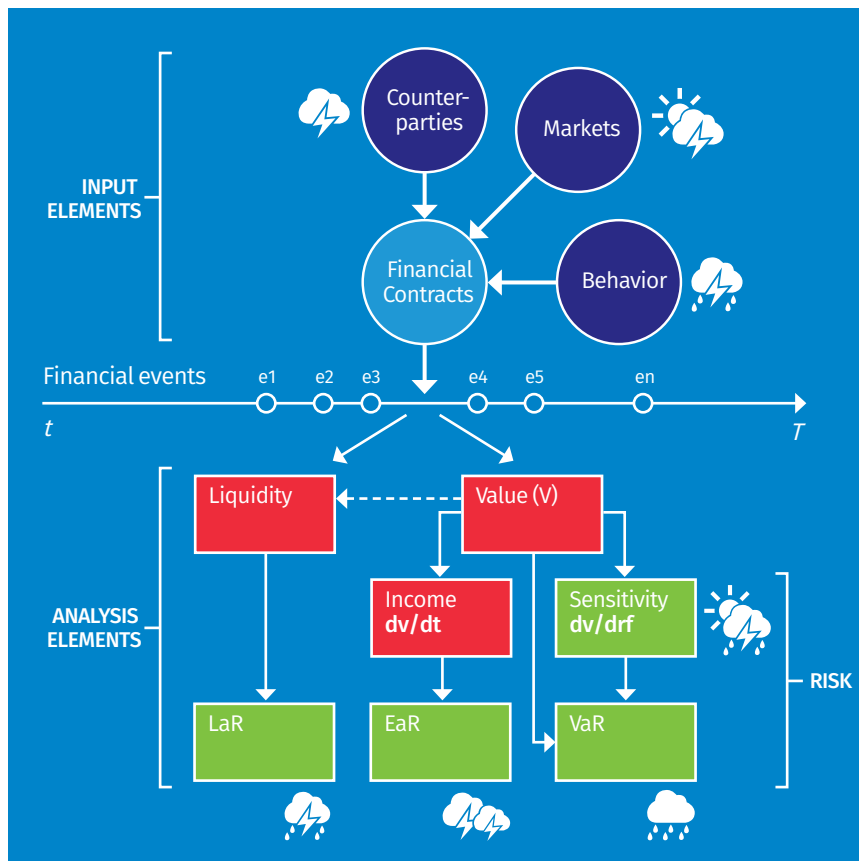 Counter-
parties
Markets
INPUT
ELEMENTS
Financial
Contracts
Behavior
Financial events
e1
e2
e3
e4
e5
en
t
T
Liquidity
Value (V)
Income
dv/dt
Sensitivity
dv/drf
ANALYSIS
ELEMENTS
RISK
LaR
EaR
VaR